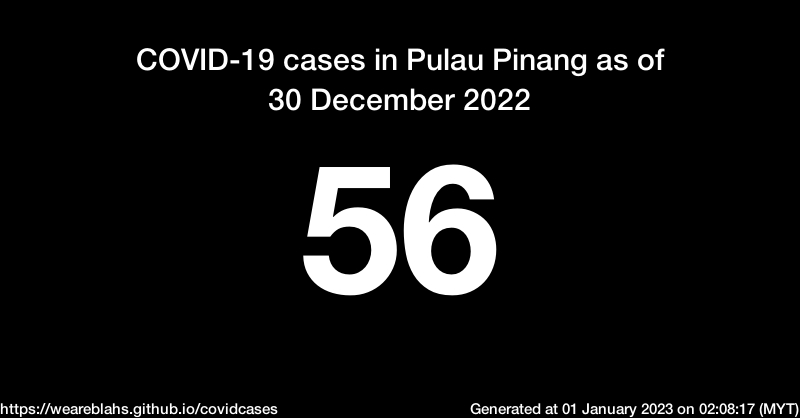 COVID-19 cases in Pulau Pinang as of
30 December 2022
56
https://weareblahs.github.io/covidcases
Generated at 01 January 2023 on 02:08:17 (MYT)